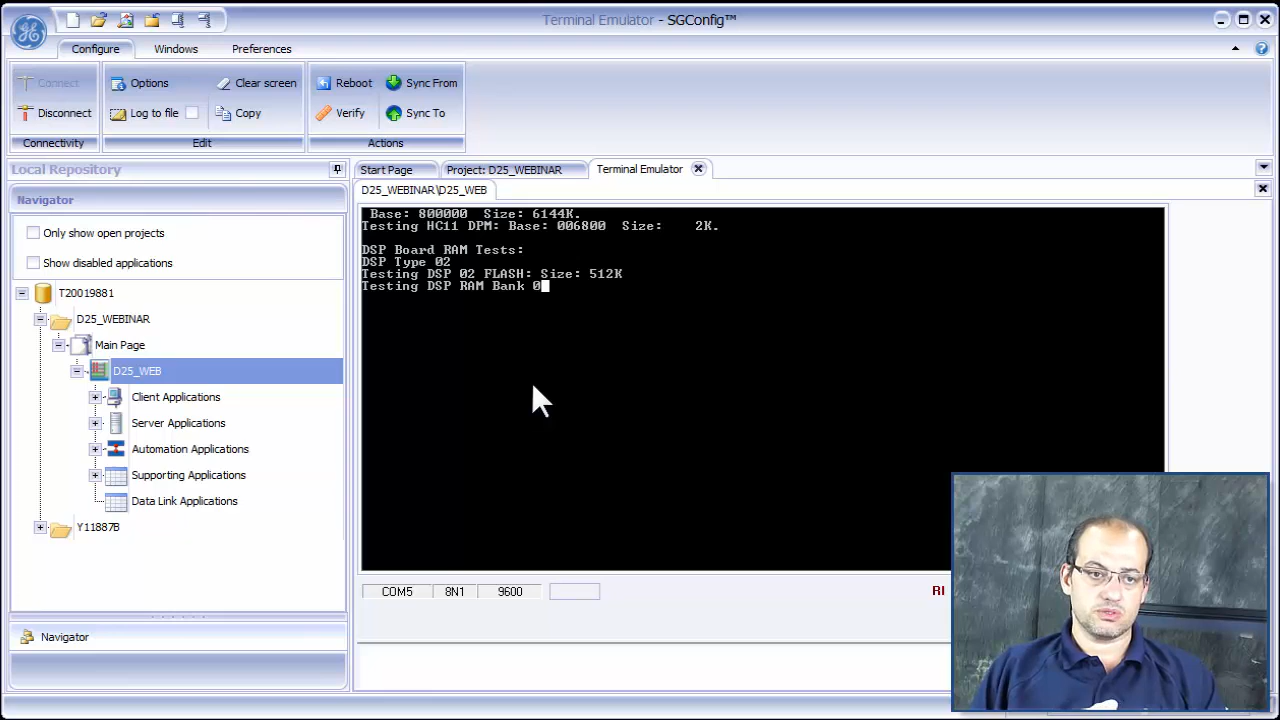 Terminal Emulator - SGConfig™
Configure Windows Preferences
Connect
Disconnect
Connectivity
Options
Log to file
Clear screen
Copy
Edit
Reboot
Verify
Sync From
Sync To
Actions
Local Repository
Navigator
Only show open projects
Show disabled applications
T20019881
D25_WEBINAR
Main Page
D25_WEB
Client Applications
Server Applications
Automation Applications
Supporting Applications
Data Link Applications
Y11887B
Navigator
Start Page Project: D25_WEBINAR Terminal Emulator
D25_WEBINAR\D25_WEB
Base: 800000 Size: 6144K.
Testing HC11 DPM: Base: 006800 Size: 2K.
DSP Board RAM Tests:
DSP Type 02
Testing DSP 02 FLASH: Size: 512K
Testing DSP RAM Bank 0
COM5 8N1 9600
RI